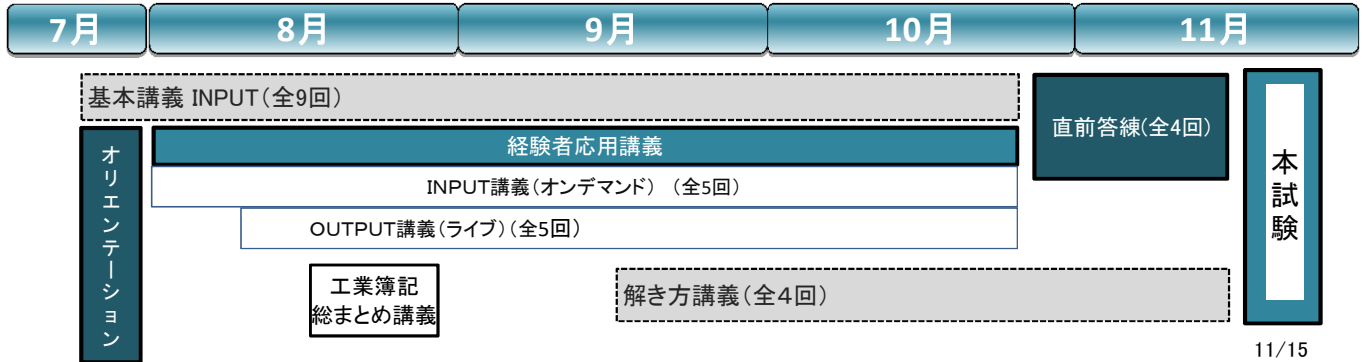 7月
8月
9月
10月
11月
基本講義 INPUT(全9回)
直前答練(全4回)
本試験
オリエンテーション
経験者応用講義
INPUT講義(オンデマンド) (全5回)
OUTPUT講義(ライブ)(全5回)
工業簿記
総まとめ講義
解き方講義(全４回)
11/15